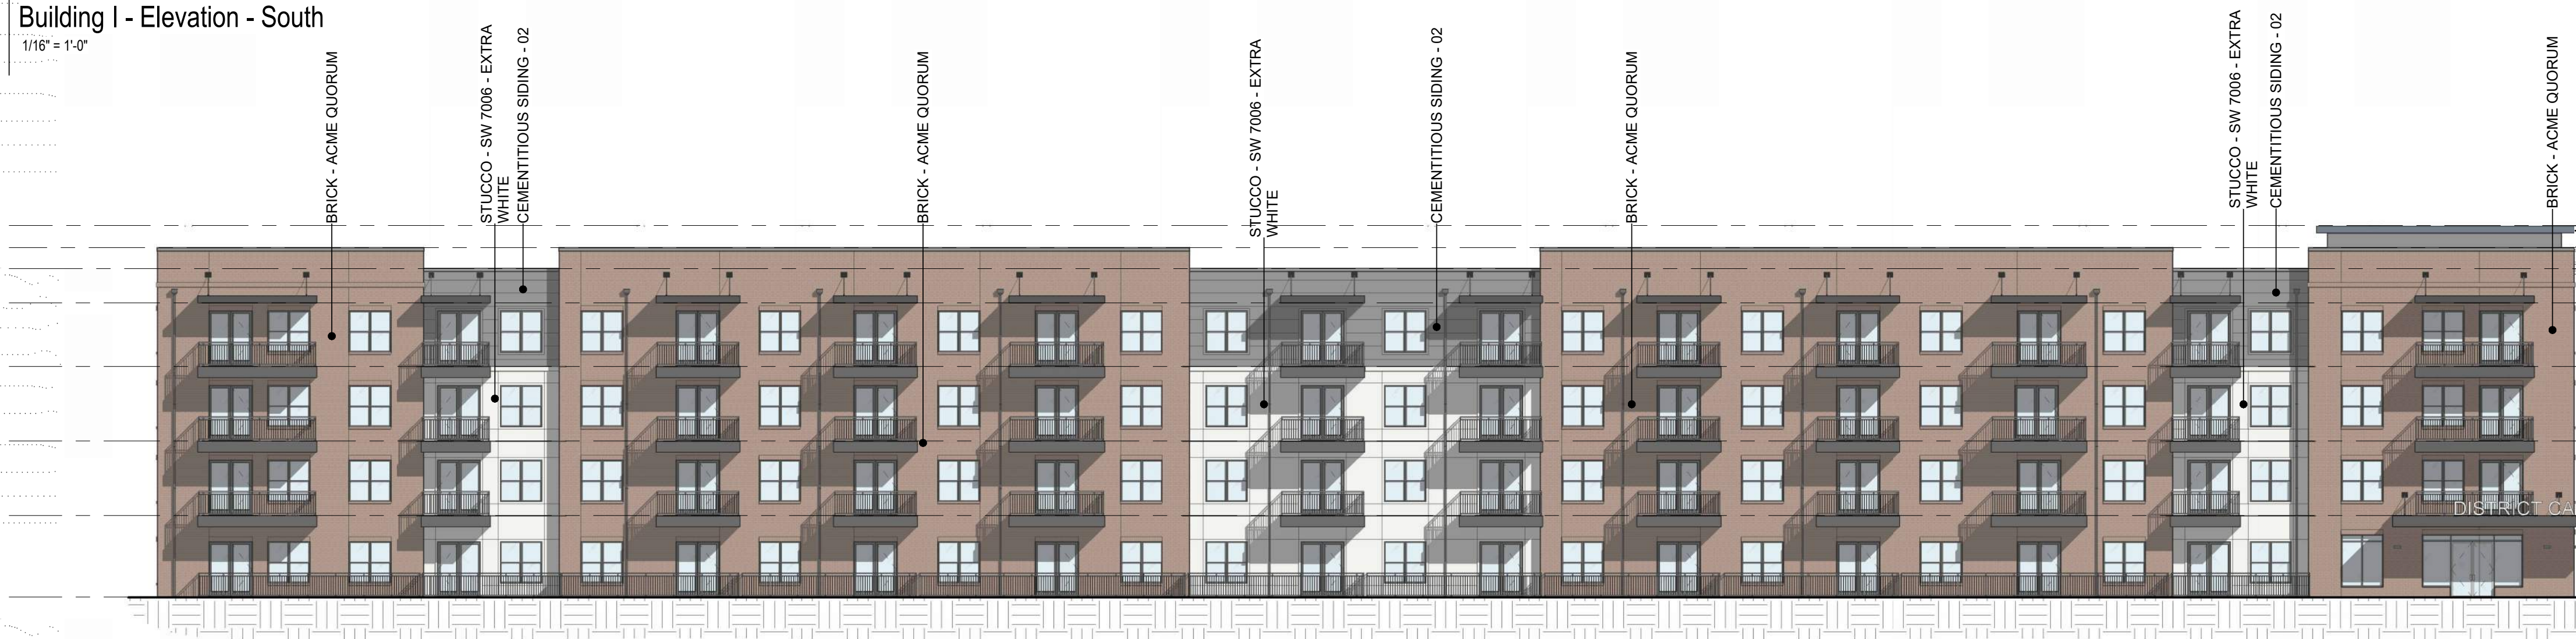 Building I - Elevation - South
1/16" = 1'-0"
BRICK - ACME QUORUM
STUCCO - SW 7006 - EXTRA
WHITE
CEMENTITIOUS SIDING - 02
BRICK - ACME QUORUM
STUCCO - SW 7006 - EXTRA
WHITE
CEMENTITIOUS SIDING - 02
BRICK - ACME QUORUM
STUCCO - SW 7006 - EXTRA
WHITE
CEMENTITIOUS SIDING - 02
BRICK - ACME QUORUM
DISTRICT CA